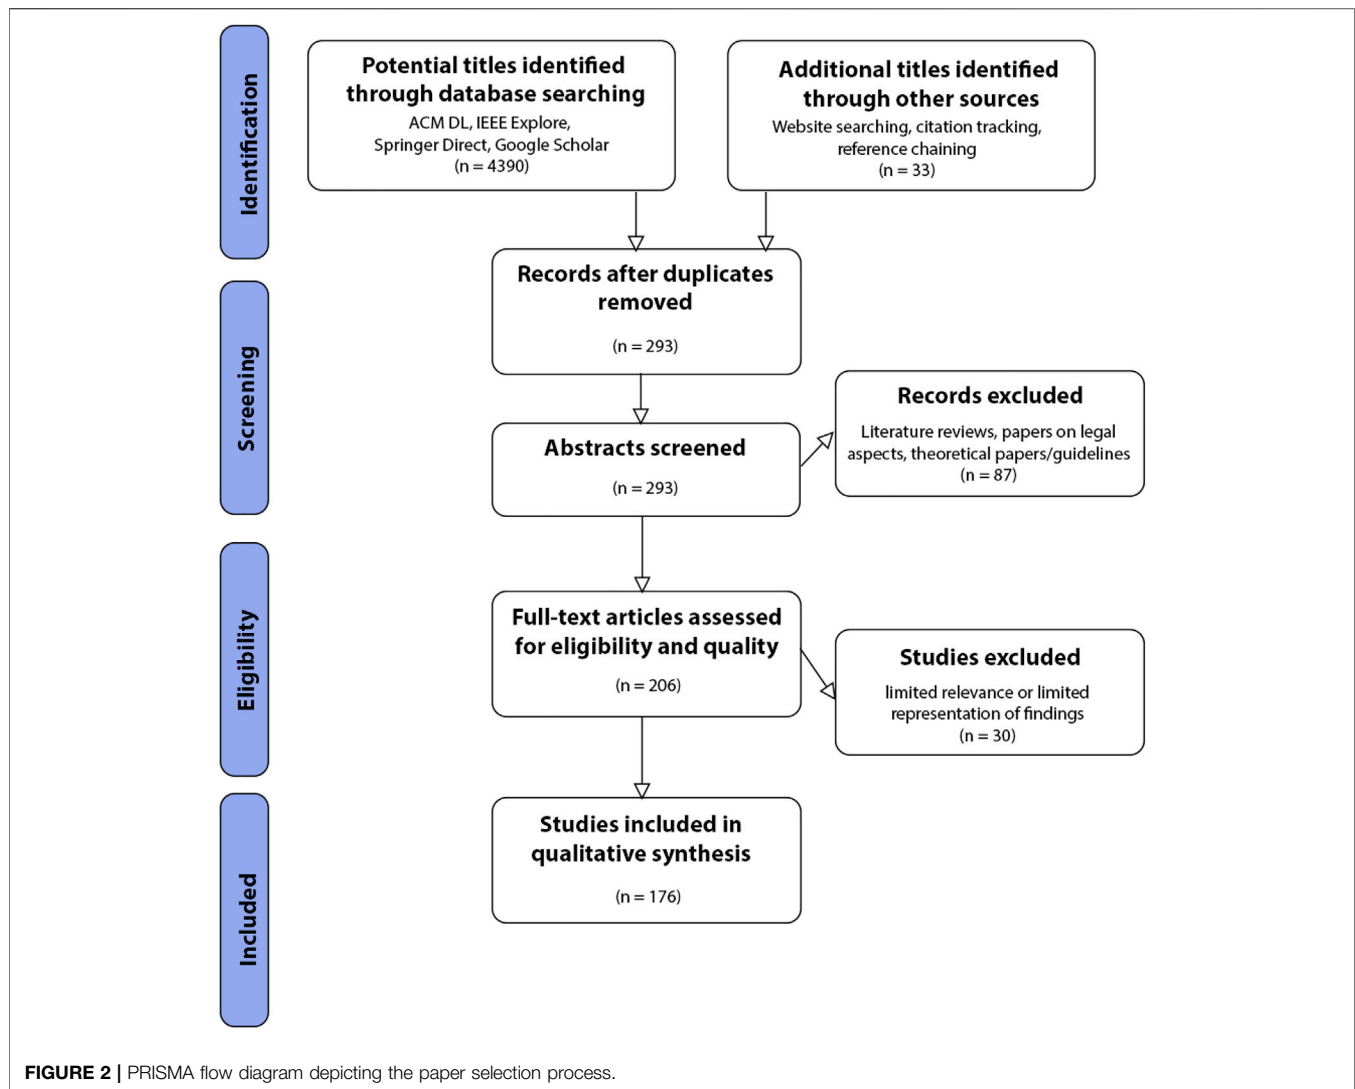 Identification
Potential titles identified
through database searching
ACM DL, IEEE Explore,
Springer Direct, Google Scholar
(n = 4390)
Additional titles identified
through other sources
Website searching, citation tracking,
reference chaining
(n = 33)
Screening
Records after duplicates
removed
(n = 293)
Abstracts screened
(n = 293)
Records excluded
Literature reviews, papers on legal
aspects, theoretical papers/guidelines
(n = 87)
Eligibility
Full-text articles assessed
for eligibility and quality
(n = 206)
Studies excluded
limited relevance or limited
representation of findings
(n = 30)
Included
Studies included in
qualitative synthesis
(n = 176)
FIGURE 2 | PRISMA flow diagram depicting the paper selection process.